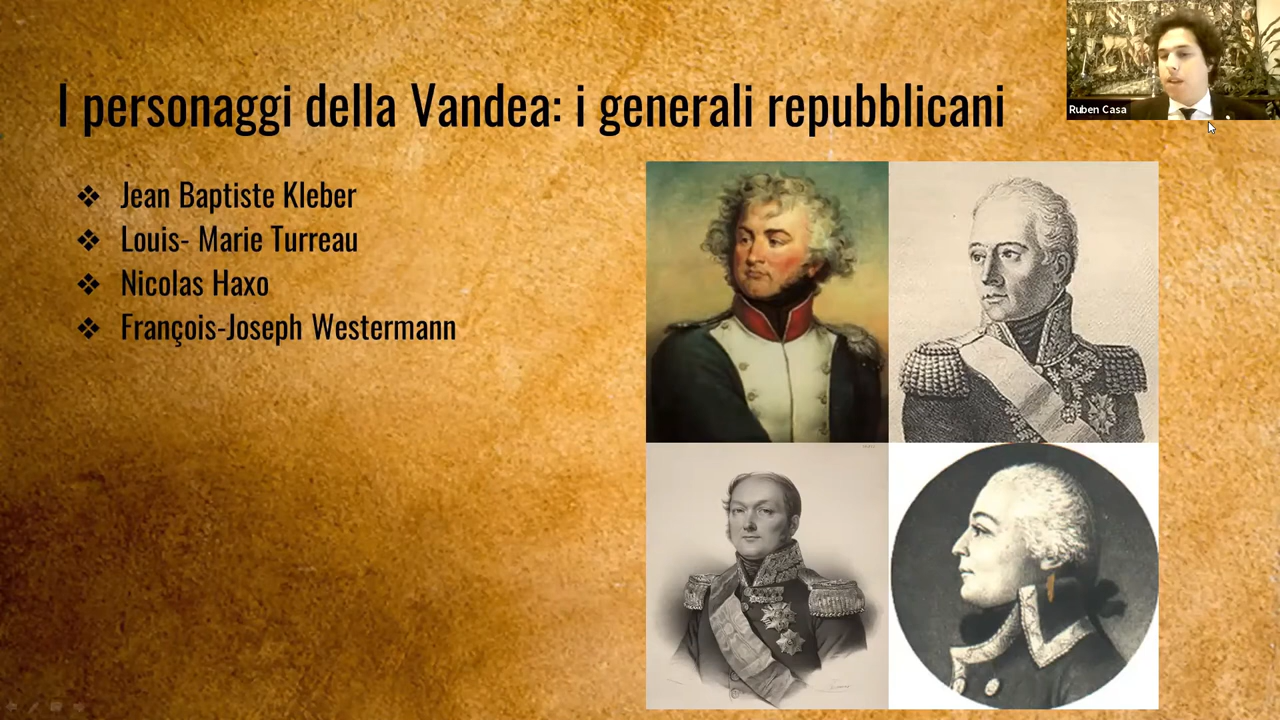 I personaggi della Vandea: i generali repubblicani
Ruben Casa
❖ Jean Baptiste Kleber
❖ Louis- Marie Turreau
❖ Nicolas Haxo
❖ François-Joseph Westermann